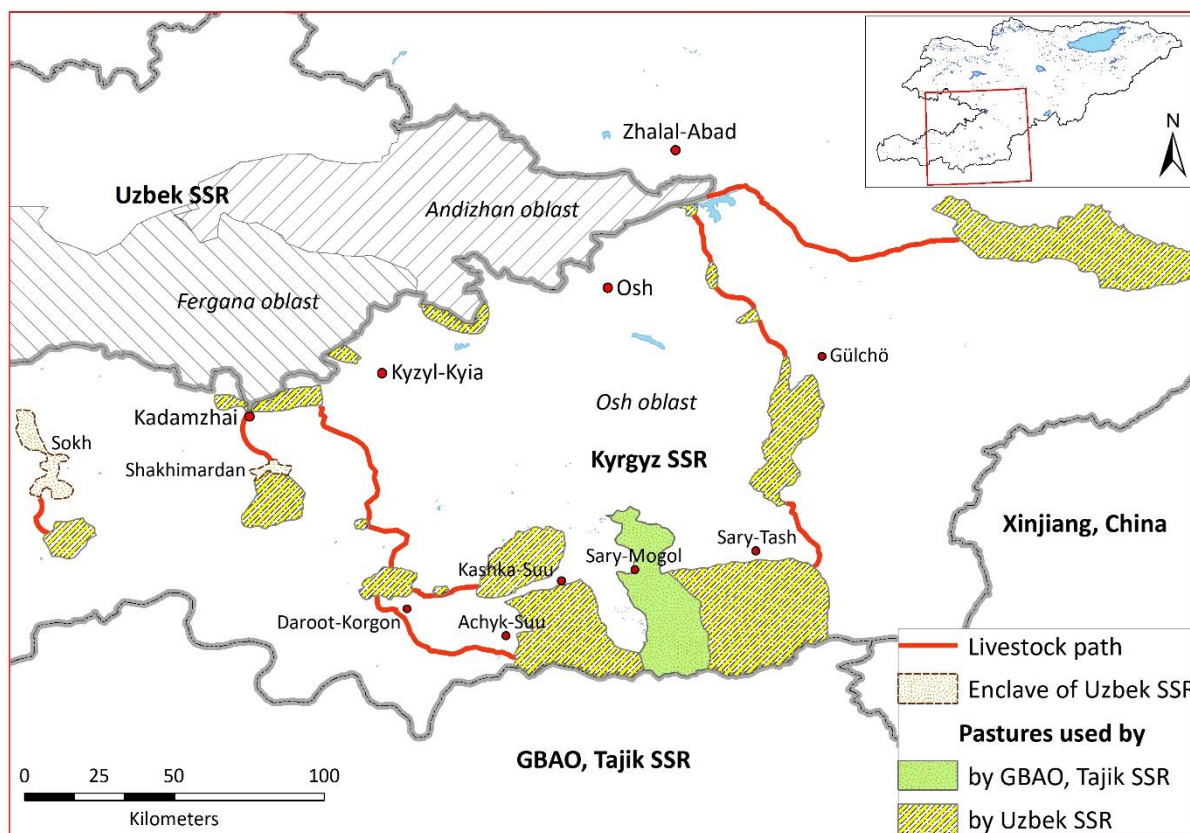 N
Zhalal-Abad
Uzbek SSR
Andizhan oblast
Fergana oblast
Osh
Gülchö
Kyzyl-Kyia
Osh oblast
Kadamzhai
Sokh
Shakhimardan
Kyrgyz SSR
Xinjiang, China
Sary-Tash
Sary-Mogol
Kashka-Suu
Daroot-Korgon
Achyk-Suu
GBAO, Tajik SSR
0 25 50 100
Kilometers
Livestock path
Enclave of Uzbek SSR
Pastures used by
by GBAO, Tajik SSR
by Uzbek SSR